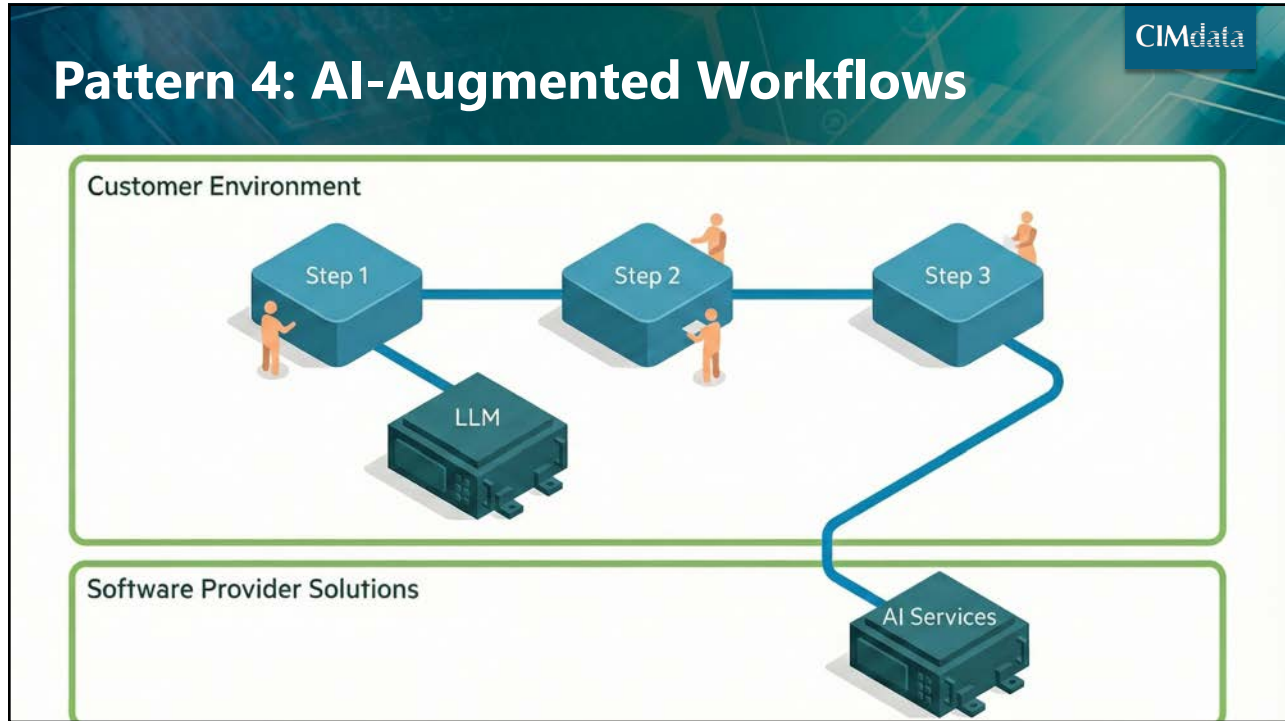 CIMdata
Pattern 4: AI-Augmented Workflows
Customer Environment
Step 1
Step 2
Step 3
LLM
Software Provider Solutions
AI Services